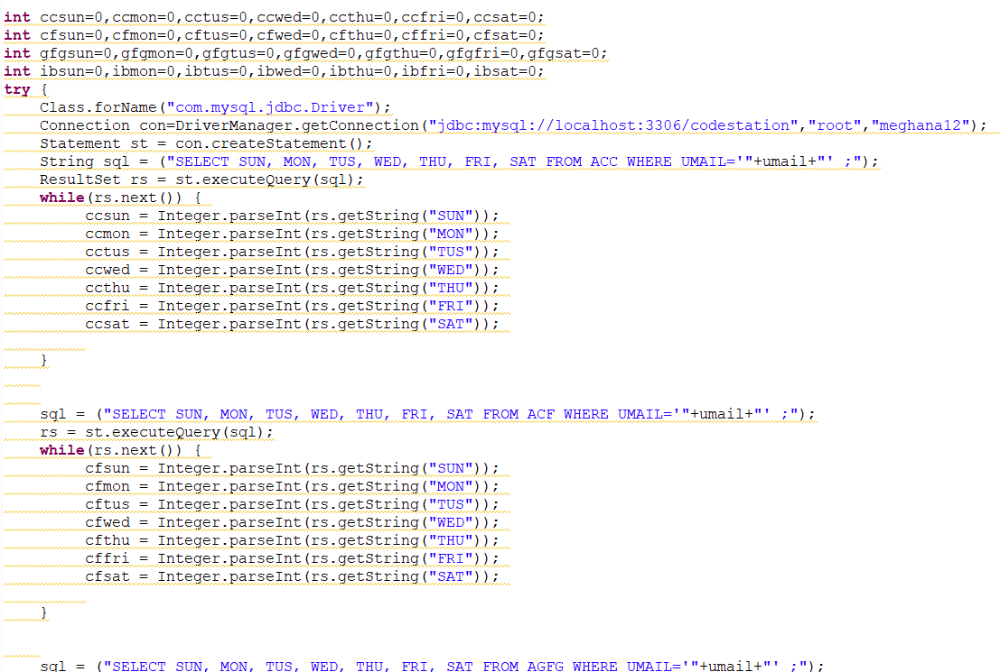 int ccsun=0,ccmon=0,cctus=0,ccwed=0,ccthu=0,ccfri=0,ccsat=0;
int cfsun=0,cfmon=0,cftus=0,cfwed=0,cfthu=0,cffri=0,cfsat=0;
int gfgsun=0,gfgmon=0,gfgtus=0,gfgwed=0,gfgthu=0,gfgfri=0,gfgsat=0;
int ibsun=0,ibmon=0,ibtus=0,ibwed=0,ibthu=0,ibfri=0,ibsat=0;
try {
    Class.forName("com.mysql.jdbc.Driver");
    Connection con=DriverManager.getConnection("jdbc:mysql://localhost:3306/codestation","root","meghana12");
    Statement st = con.createStatement();
    String sql = ("SELECT SUN, MON, TUS, WED, THU, FRI, SAT FROM ACC WHERE UMAIL='"+umail+"' ;");
    ResultSet rs = st.executeQuery(sql);
    while(rs.next()) {
         ccsun = Integer.parseInt(rs.getString("SUN"));
         ccmon = Integer.parseInt(rs.getString("MON"));
         cctus = Integer.parseInt(rs.getString("TUS"));
         ccwed = Integer.parseInt(rs.getString("WED"));
         ccthu = Integer.parseInt(rs.getString("THU"));
         ccfri = Integer.parseInt(rs.getString("FRI"));
         ccsat = Integer.parseInt(rs.getString("SAT"));
    }
    sql = ("SELECT SUN, MON, TUS, WED, THU, FRI, SAT FROM ACF WHERE UMAIL='"+umail+"' ;");
    rs = st.executeQuery(sql);
    while(rs.next()) {
         cfsun = Integer.parseInt(rs.getString("SUN"));
         cfmon = Integer.parseInt(rs.getString("MON"));
         cftus = Integer.parseInt(rs.getString("TUS"));
         cfwed = Integer.parseInt(rs.getString("WED"));
         cfthu = Integer.parseInt(rs.getString("THU"));
         cffri = Integer.parseInt(rs.getString("FRI"));
         cfsat = Integer.parseInt(rs.getString("SAT"));
    }
    sql = ("SELECT SUN, MON, TUS, WED, THU, FRI, SAT FROM AGFG WHERE UMAIL='"+umail+"' ;");